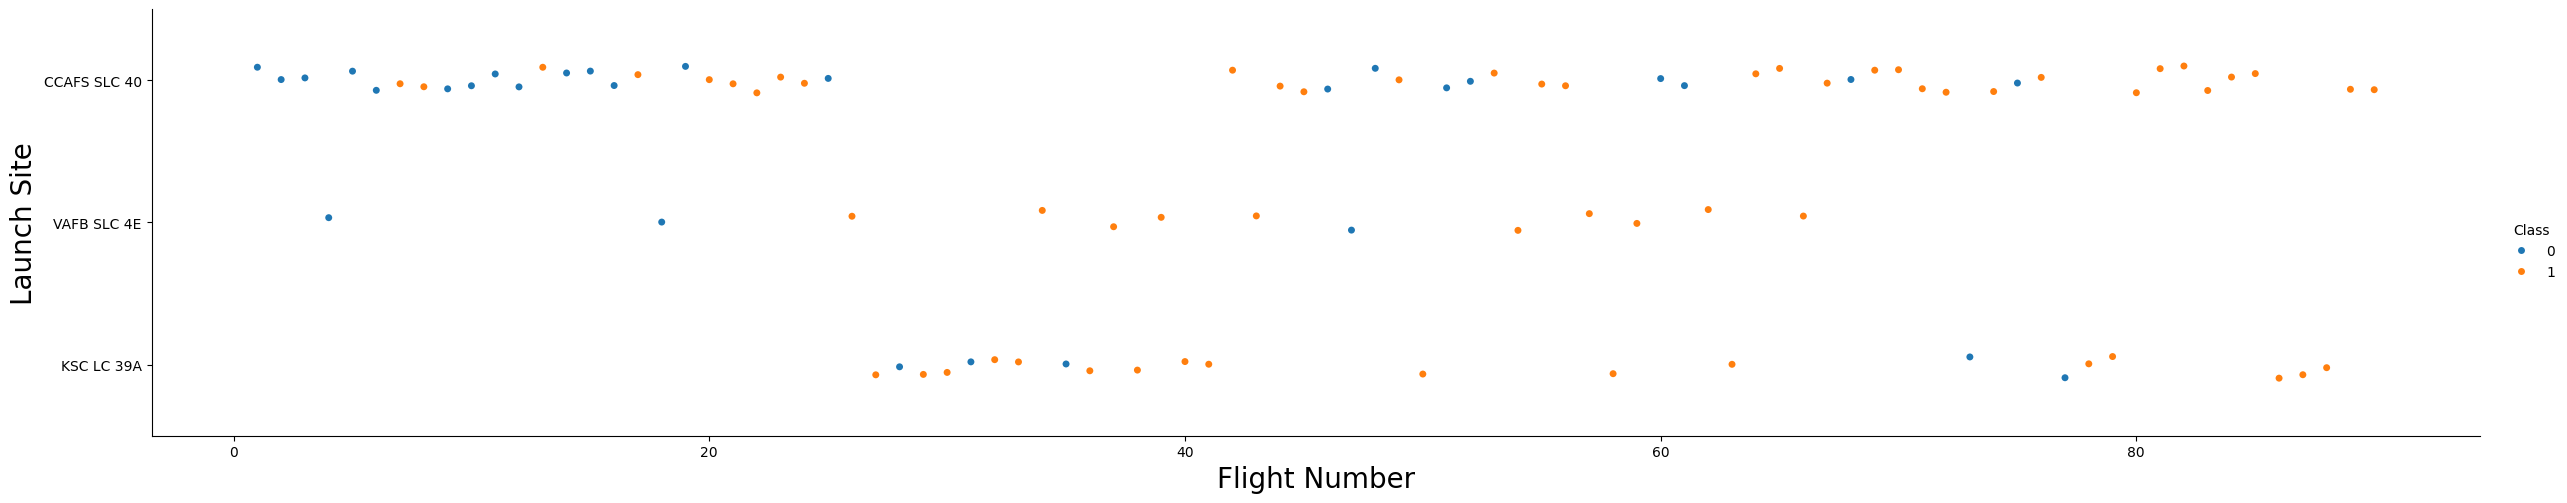 Launch Site
CCAFS SLC 40
VAFB SLC 4E
KSC LC 39A
0 20 40 60 80
Flight Number
Class
0
1